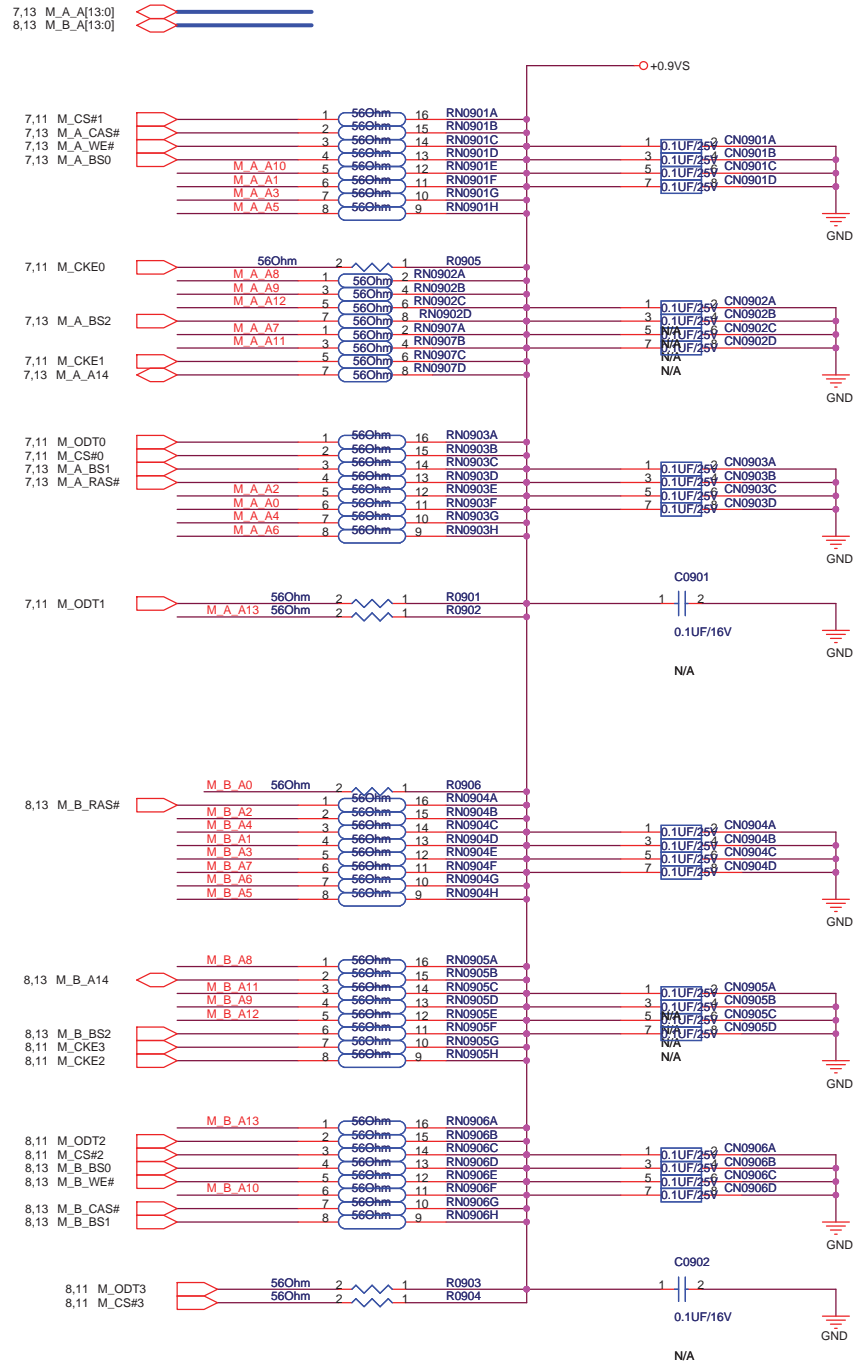 7,13 M_A_A[13:0]
8,13 M_B_A[13:0]
+0.9VS
7,11 M_CS#1 1 56Ohm 16 RN0901A
7,13 M_A_CAS# 2 56Ohm 15 RN0901B
7,13 M_A_WE# 3 56Ohm 14 RN0901C 1 0.1UF/25V 2 CN0901A
7,13 M_A_BS0 4 56Ohm 13 RN0901D 3 0.1UF/25V 4 CN0901B
M_A_A10 5 56Ohm 12 RN0901E 5 0.1UF/25V 6 CN0901C
M_A_A1 6 56Ohm 11 RN0901F 7 0.1UF/25V 8 CN0901D
M_A_A3 7 56Ohm 10 RN0901G
M_A_A5 8 56Ohm 9 RN0901H
GND
7,11 M_CKE0 56Ohm 2 1 R0905
M_A_A8 1 56Ohm 2 RN0902A
M_A_A9 3 56Ohm 4 RN0902B
M_A_A12 5 56Ohm 6 RN0902C 1 0.1UF/25V 2 CN0902A
7,13 M_A_BS2 7 56Ohm 8 RN0902D 3 0.1UF/25V 4 CN0902B
M_A_A7 1 56Ohm 2 RN0907A 5 0.1UF/25V 6 CN0902C
M_A_A11 3 56Ohm 4 RN0907B 7 0.1UF/25V 8 CN0902D
N/A
N/A
N/A
N/A
7,11 M_CKE1 5 56Ohm 6 RN0907C
7,13 M_A_A14 7 56Ohm 8 RN0907D
GND
7,11 M_ODT0 1 56Ohm 16 RN0903A
7,11 M_CS#0 2 56Ohm 15 RN0903B
7,13 M_A_BS1 3 56Ohm 14 RN0903C 1 0.1UF/25V 2 CN0903A
7,13 M_A_RAS# 4 56Ohm 13 RN0903D 3 0.1UF/25V 4 CN0903B
M_A_A2 5 56Ohm 12 RN0903E 5 0.1UF/25V 6 CN0903C
M_A_A0 6 56Ohm 11 RN0903F 7 0.1UF/25V 8 CN0903D
M_A_A4 7 56Ohm 10 RN0903G
M_A_A6 8 56Ohm 9 RN0903H
GND
C0901
7,11 M_ODT1 56Ohm 2 1 R0901 1 2
M_A_A13 56Ohm 2 1 R0902
0.1UF/16V
GND
N/A
M_B_A0 56Ohm 2 1 R0906
8,13 M_B_RAS# 1 56Ohm 16 RN0904A
M_B_A2 2 56Ohm 15 RN0904B
M_B_A4 3 56Ohm 14 RN0904C 1 0.1UF/25V 2 CN0904A
M_B_A1 4 56Ohm 13 RN0904D 3 0.1UF/25V 4 CN0904B
M_B_A3 5 56Ohm 12 RN0904E 5 0.1UF/25V 6 CN0904C
M_B_A7 6 56Ohm 11 RN0904F 7 0.1UF/25V 8 CN0904D
M_B_A6 7 56Ohm 10 RN0904G
M_B_A5 8 56Ohm 9 RN0904H
GND
M_B_A8 1 56Ohm 16 RN0905A
8,13 M_B_A14 2 56Ohm 15 RN0905B
M_B_A11 3 56Ohm 14 RN0905C 1 0.1UF/25V 2 CN0905A
M_B_A9 4 56Ohm 13 RN0905D 3 0.1UF/25V 4 CN0905B
M_B_A12 5 56Ohm 12 RN0905E 5 0.1UF/25V 6 CN0905C
8,13 M_B_BS2 6 56Ohm 11 RN0905F 7 0.1UF/25V 8 CN0905D
N/A
N/A
N/A
N/A
8,11 M_CKE3 7 56Ohm 10 RN0905G
8,11 M_CKE2 8 56Ohm 9 RN0905H
GND
M_B_A13 1 56Ohm 16 RN0906A
8,11 M_ODT2 2 56Ohm 15 RN0906B
8,11 M_CS#2 3 56Ohm 14 RN0906C 1 0.1UF/25V 2 CN0906A
8,13 M_B_BS0 4 56Ohm 13 RN0906D 3 0.1UF/25V 4 CN0906B
8,13 M_B_WE# 5 56Ohm 12 RN0906E 5 0.1UF/25V 6 CN0906C
M_B_A10 6 56Ohm 11 RN0906F 7 0.1UF/25V 8 CN0906D
8,13 M_B_CAS# 7 56Ohm 10 RN0906G
8,13 M_B_BS1 8 56Ohm 9 RN0906H
GND
C0902
8,11 M_ODT3 56Ohm 2 1 R0903 1 2
8,11 M_CS#3 56Ohm 2 1 R0904
0.1UF/16V
GND
N/A